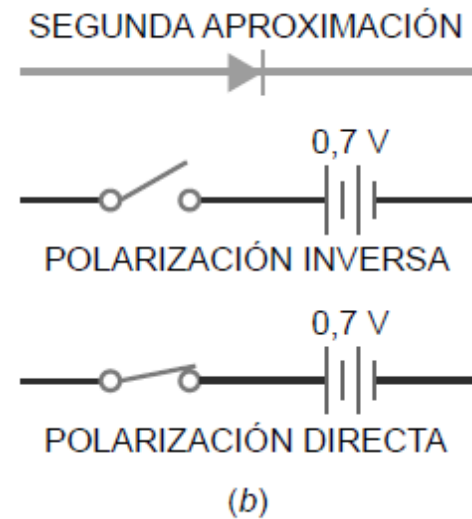 SEGUNDA APROXIMACIÓN
0,7 V
POLARIZACIÓN INVERSA
0,7 V
POLARIZACIÓN DIRECTA
(b)